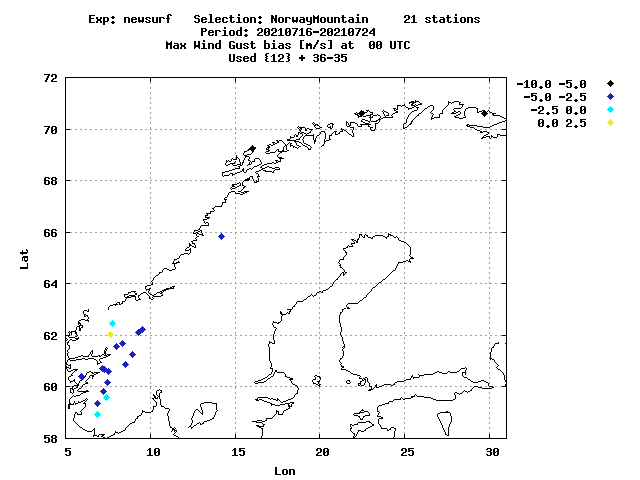 Exp: newsurf   Selection: NorwayMountain     21 stations
Period: 20210716-20210724
Max Wind Gust bias [m/s] at  00 UTC
Used {12} + 36-35
-10.0 -5.0
-5.0 -2.5
-2.5 0.0
0.0 2.5
72
70
68
66
64
62
60
58
Lat
5 10 15 20 25 30
Lon